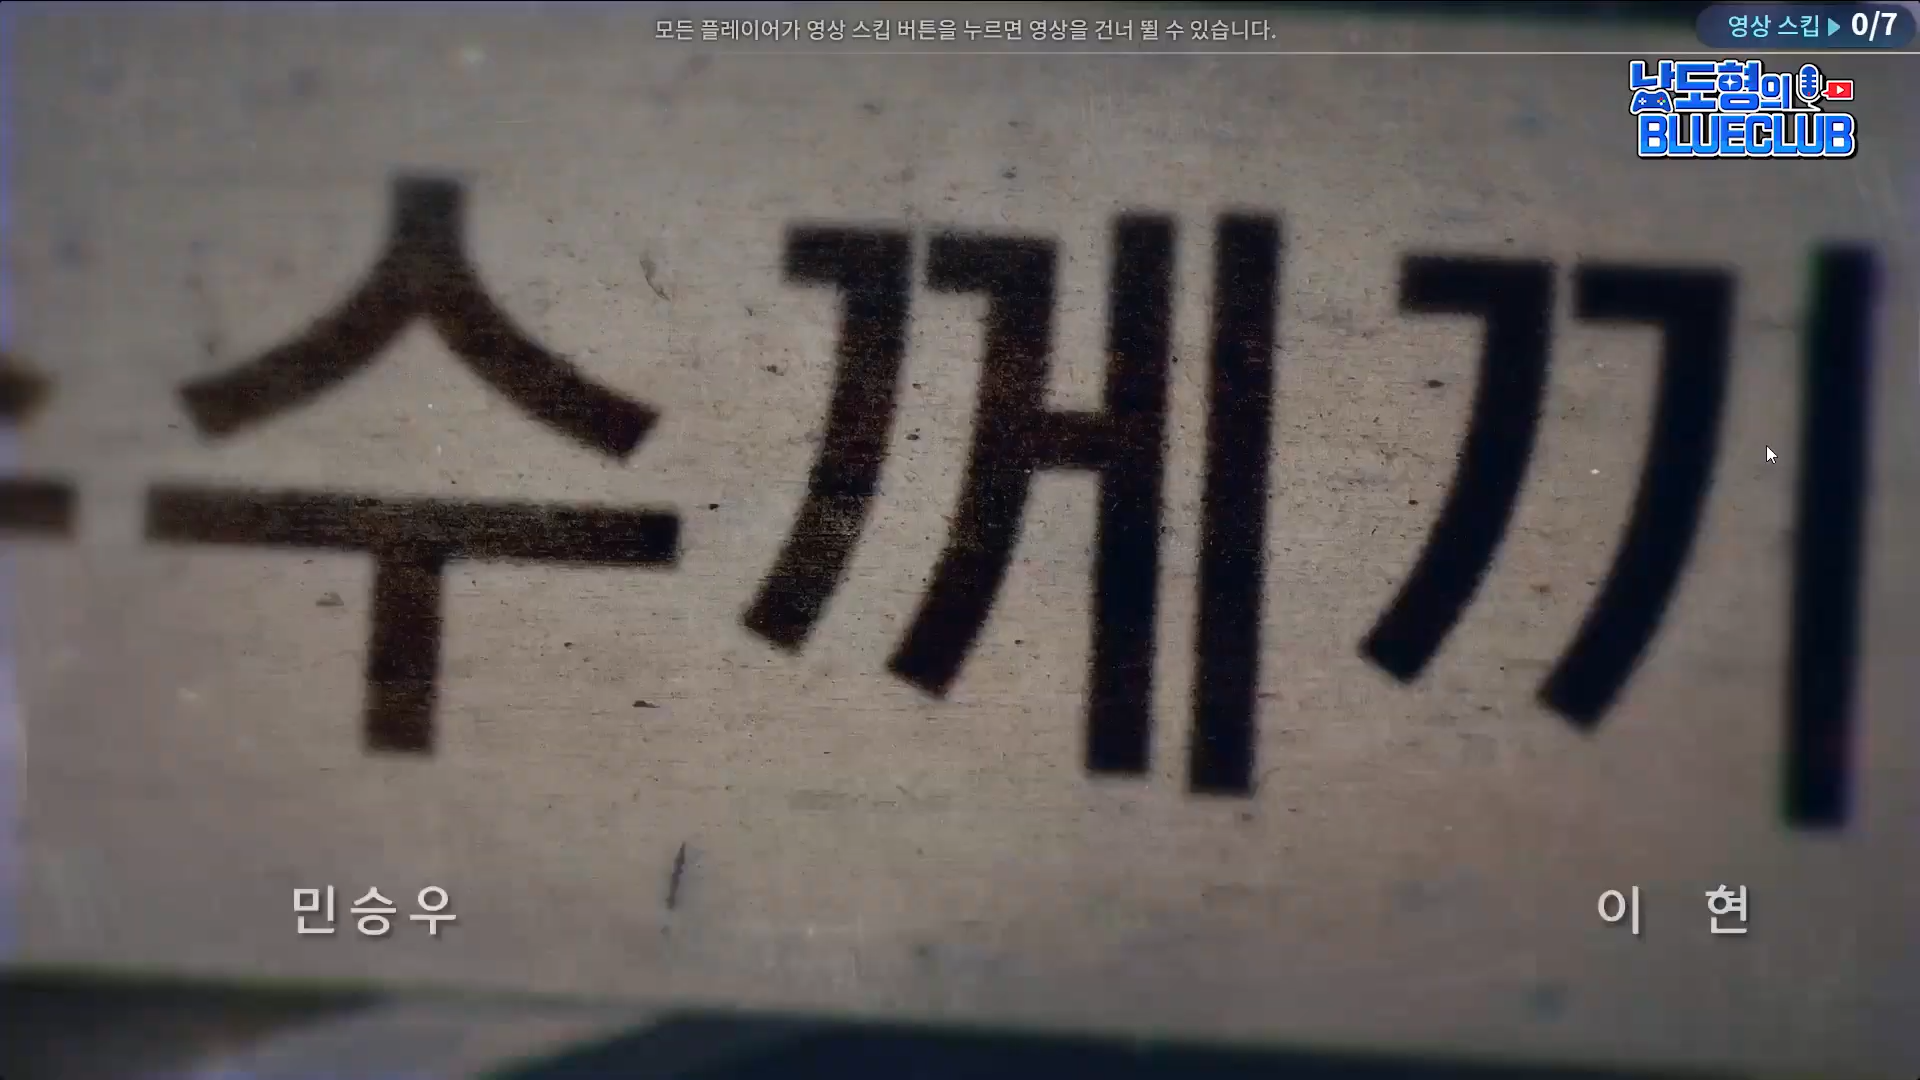 모든 플레이어가 영상 스킵 버튼을 누르면 영상을 건너 뛸 수 있습니다.
영상 스킵 0/7
남도형의
BLUECLUB
수께끼
민승우
이 현